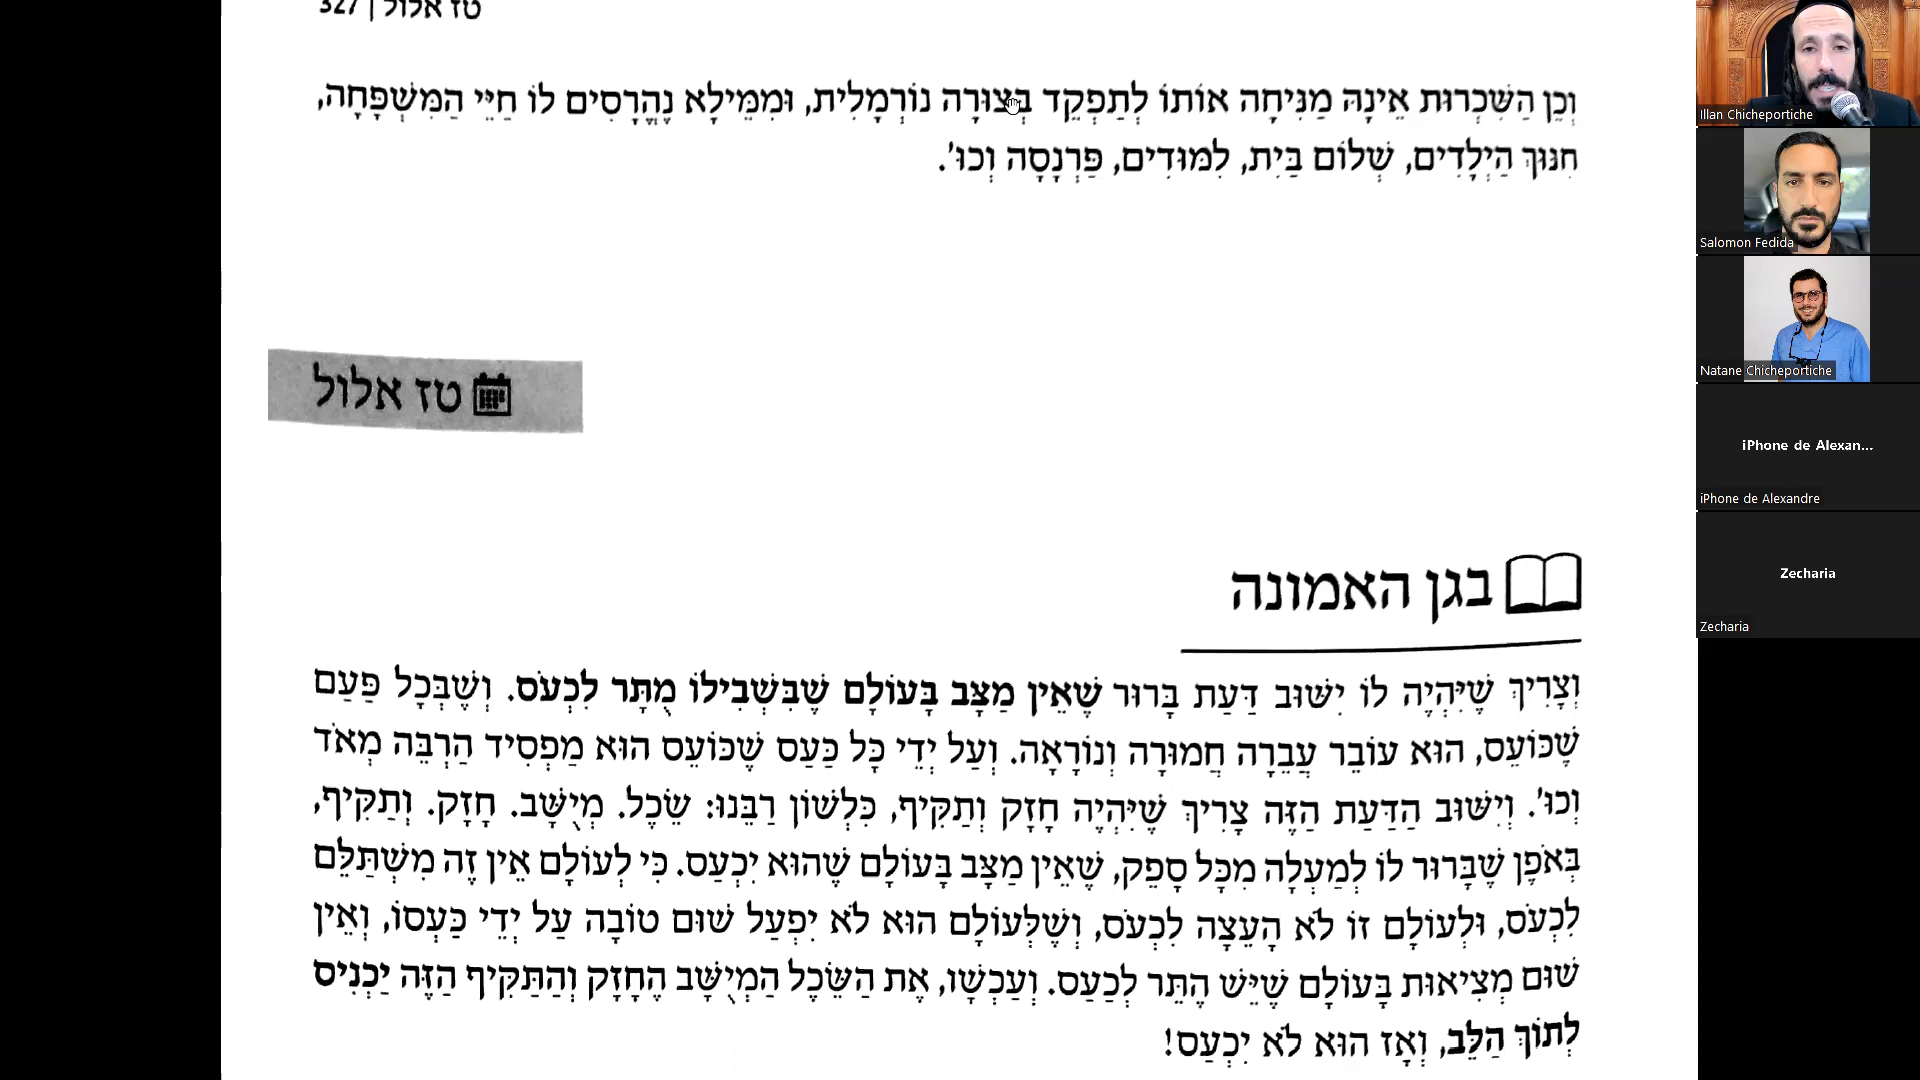 טז אלול | 327
וְכֵן הַשִּׁכְרוּת אֵינָהּ מַנִּיחָה אוֹתוֹ לְתַפְקֵד בְּצוּרָה נוֹרְמָלִית, וּמִמֵּילָא נֶהֱרָסִים לוֹ חַיֵּי הַמִּשְׁפָּחָה,
חִנּוּךְ הַיְלָדִים, שְׁלוֹם בַּיִת, לִמּוּדִים, פַּרְנָסָה וְכוּ'.
טז אלול
בגן האמונה
וְצָרִיךְ שֶׁיִּהְיֶה לוֹ יִשּׁוּב דַּעַת בָּרוּר שֶׁאֵין מַצָּב בָּעוֹלָם שֶׁבִּשְׁבִילוֹ מֻתָּר לִכְעֹס. וְשֶׁבְּכָל פַּעַם
שֶׁכּוֹעֵס, הוּא עוֹבֵר עֲבֵרָה חֲמוּרָה וְנוֹרָאָה. וְעַל יְדֵי כָּל כַּעַס שֶׁכּוֹעֵס הוּא מַפְסִיד הַרְבֵּה מְאֹד
וְכוּ'. וְיִשּׁוּב הַדַּעַת הַזֶּה צָרִיךְ שֶׁיִּהְיֶה חָזָק וְתַקִּיף, כִּלְשׁוֹן רַבֵּנוּ: שֵׂכֶל. מְיֻשָּׁב. חָזָק. וְתַקִּיף,
בְּאֹפֶן שֶׁבָּרוּר לוֹ לְמַעְלָה מִכָּל סָפֵק, שֶׁאֵין מַצָּב בָּעוֹלָם שֶׁהוּא יִכְעַס. כִּי לְעוֹלָם אֵין זֶה מִשְׁתַּלֵּם
לִכְעֹס, וּלְעוֹלָם זוֹ לֹא הָעֵצָה לִכְעֹס, וְשֶׁלְּעוֹלָם הוּא לֹא יִפְעַל שׁוּם טוֹבָה עַל יְדֵי כַּעְסוֹ, וְאֵין
שׁוּם מְצִיאוּת בָּעוֹלָם שֶׁיֵּשׁ הֶתֵּר לְכַעַס. וְעַכְשָׁו, אֶת הַשֵּׂכֶל הַמְיֻשָּׁב הֶחָזָק וְהַתַּקִּיף הַזֶּה יַכְנִיס
לְתוֹךְ הַלֵּב, וְאָז הוּא לֹא יִכְעַס!
Illan Chicheportiche
Salomon Fedida
Natane Chicheportiche
iPhone de Alexan...
iPhone de Alexandre
Zecharia
Zecharia